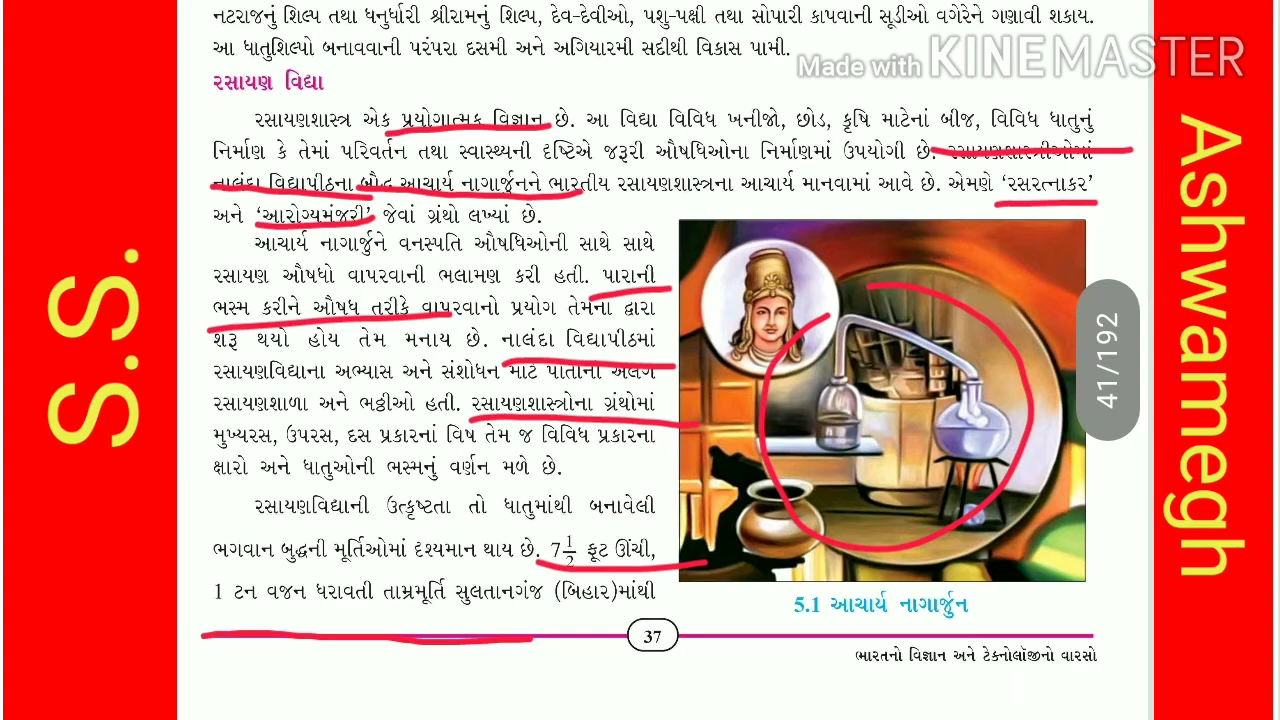 નટરાજનું શિલ્પ તથા ધનુર્ધારી શ્રીરામનું શિલ્પ, દેવ-દેવીઓ, પશુ-પક્ષી તથા સોપારી કાપવાની સૂડીઓ વગેરેને ગણાવી શકાય.
આ ધાતુશિલ્પો બનાવવાની પરંપરા દસમી અને અગિયારમી સદીથી વિકાસ પામી.
Made with KINEMASTER
રસાયણ વિદ્યા
રસાયણશાસ્ત્ર એક પ્રયોગાત્મક વિજ્ઞાન છે. આ વિદ્યા વિવિધ ખનીજો, છોડ, કૃષિ માટેનાં બીજ, વિવિધ ધાતુનું
નિર્માણ કે તેમાં પરિવર્તન તથા સ્વાસ્થ્યની દૃષ્ટિએ જરૂરી ઔષધિઓના નિર્માણમાં ઉપયોગી છે. રસાયણશાસ્ત્રીઓમાં
નાલંદા વિદ્યાપીઠના બૌદ્ધ આચાર્ય નાગાર્જુનને ભારતીય રસાયણશાસ્ત્રના આચાર્ય માનવામાં આવે છે. એમણે ‘રસરત્નાકર’
અને ‘આરોગ્યમંજરી’ જેવાં ગ્રંથો લખ્યાં છે.
આચાર્ય નાગાર્જુને વનસ્પતિ ઔષધિઓની સાથે સાથે
રસાયણ ઔષધો વાપરવાની ભલામણ કરી હતી. પારાની
ભસ્મ કરીને ઔષધ તરીકે વાપરવાનો પ્રયોગ તેમના દ્વારા
શરૂ થયો હોય તેમ મનાય છે. નાલંદા વિદ્યાપીઠમાં
રસાયણવિદ્યાના અભ્યાસ અને સંશોધન માટે પોતાની અલગ
રસાયણશાળા અને ભઠ્ઠીઓ હતી. રસાયણશાસ્ત્રોના ગ્રંથોમાં
મુખ્યરસ, ઉપરસ, દસ પ્રકારનાં વિષ તેમ જ વિવિધ પ્રકારના
ક્ષારો અને ધાતુઓની ભસ્મનું વર્ણન મળે છે.
રસાયણવિદ્યાની ઉત્કૃષ્ટતા તો ધાતુમાંથી બનાવેલી
ભગવાન બુદ્ધની મૂર્તિઓમાં દૃશ્યમાન થાય છે. 7 1/2 ફૂટ ઊંચી,
1 ટન વજન ધરાવતી તામ્રમૂર્તિ સુલતાનગંજ (બિહાર)માંથી
5.1 આચાર્ય નાગાર્જુન
37
ભારતનો વિજ્ઞાન અને ટેક્નોલૉજીનો વારસો
S.S.
Ashwamegh
41/192